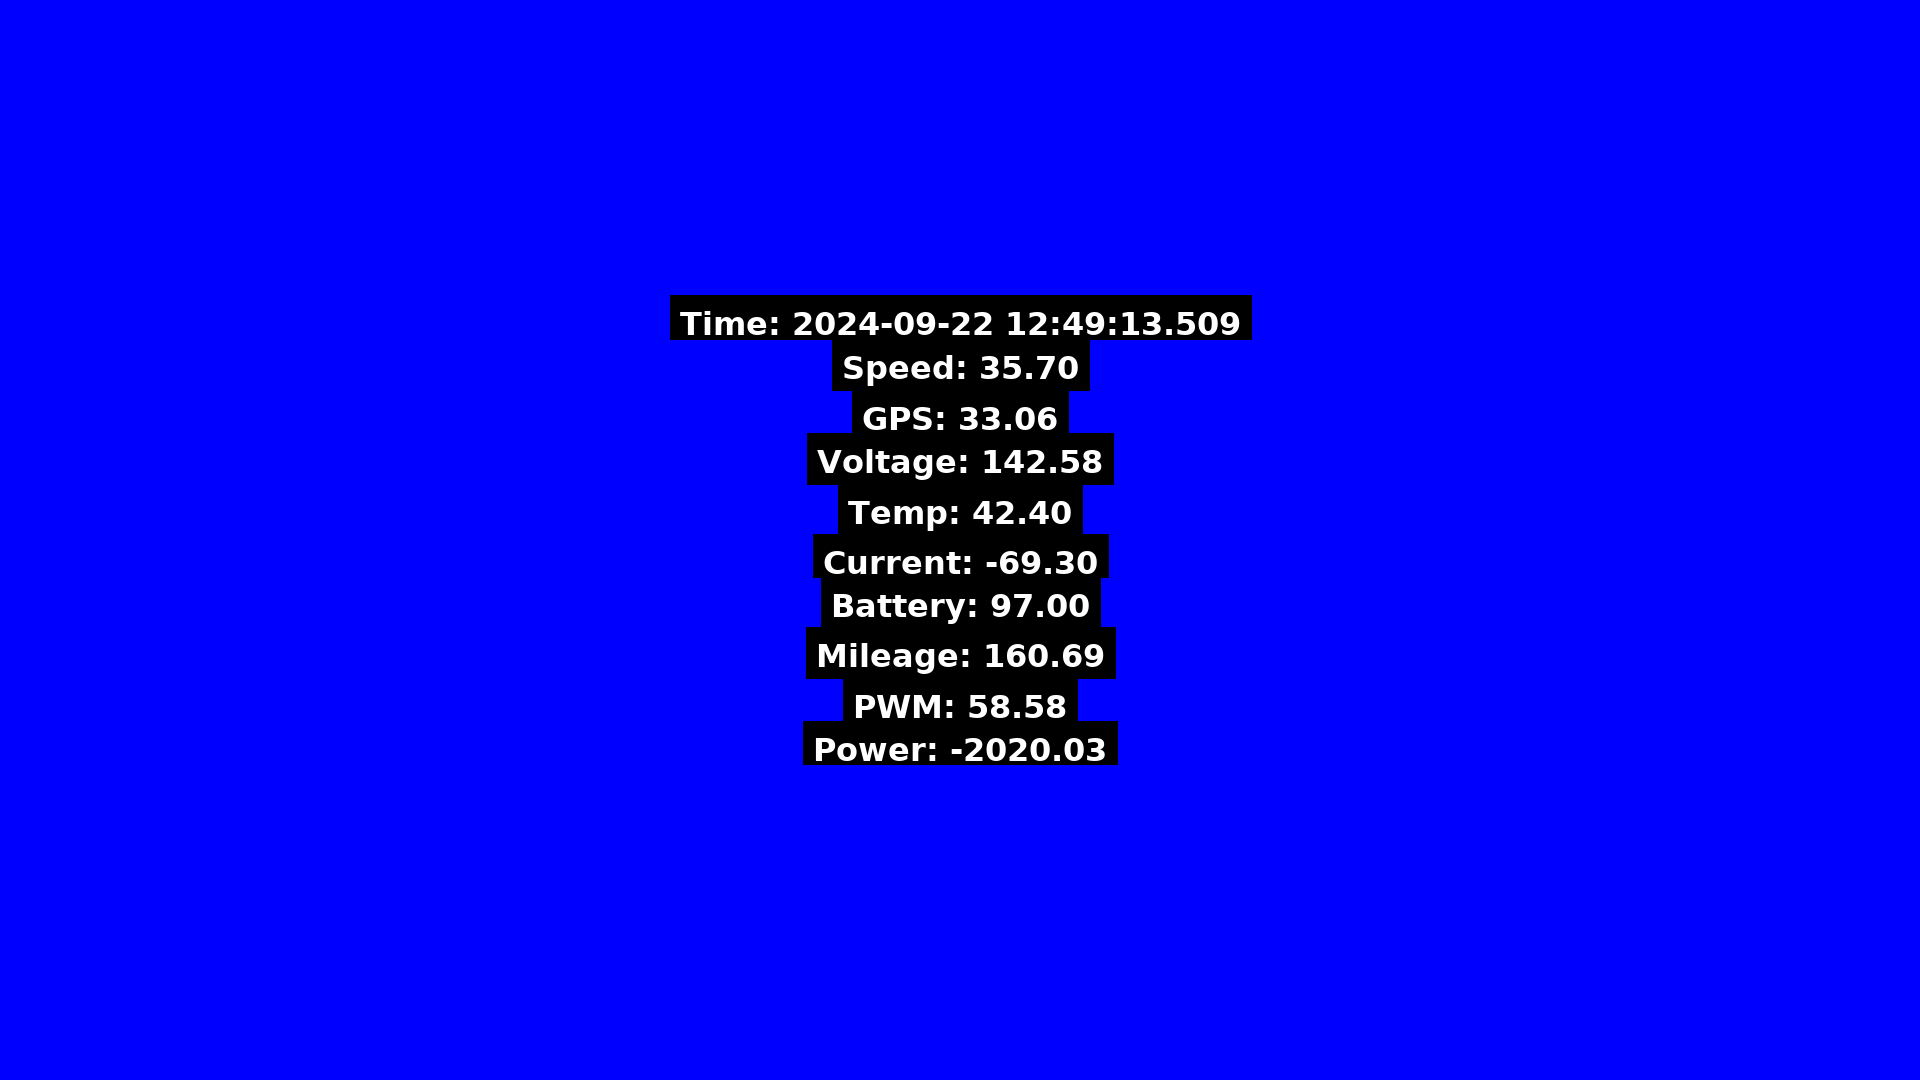 Time: 2024-09-22 12:49:13.509
Speed: 35.70
GPS: 33.06
Voltage: 142.58
Temp: 42.40
Current: -69.30
Battery: 97.00
Mileage: 160.69
PWM: 58.58
Power: -2020.03